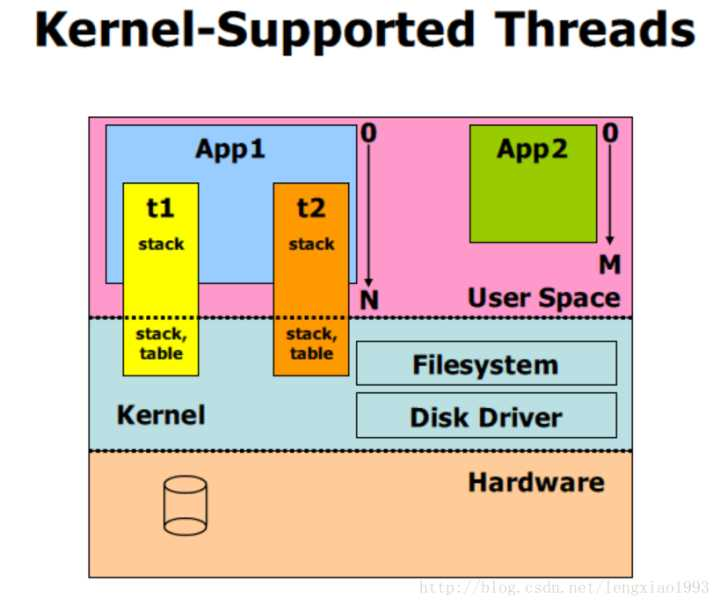 Kernel-Supported Threads
App1
0
App2
0
t1
t2
stack
stack
M
N
User Space
stack,
table
stack,
table
Filesystem
Kernel
Disk Driver
Hardware
http://blog.csdn.net/lengxiao1993